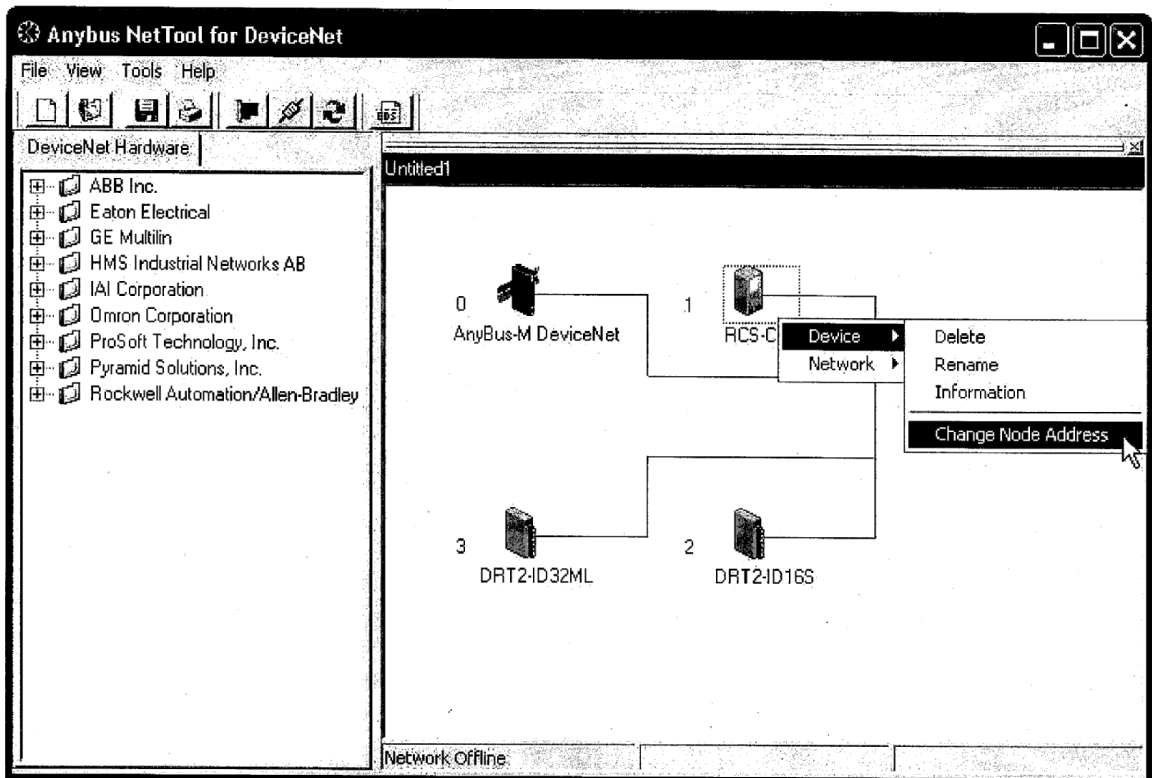 Anybus NetTool for DeviceNet
File View Tools Help
EDS
DeviceNet Hardware
Untitled1
ABB Inc.
Eaton Electrical
GE Multilin
HMS Industrial Networks AB
IAI Corporation
Omron Corporation
ProSoft Technology, Inc.
Pyramid Solutions, Inc.
Rockwell Automation/Allen-Bradley
0
AnyBus-M DeviceNet
1
RCS-C
Device
Network
Delete
Rename
Information
Change Node Address
3
DRT2-ID32ML
2
DRT2-ID16S
Network Offline